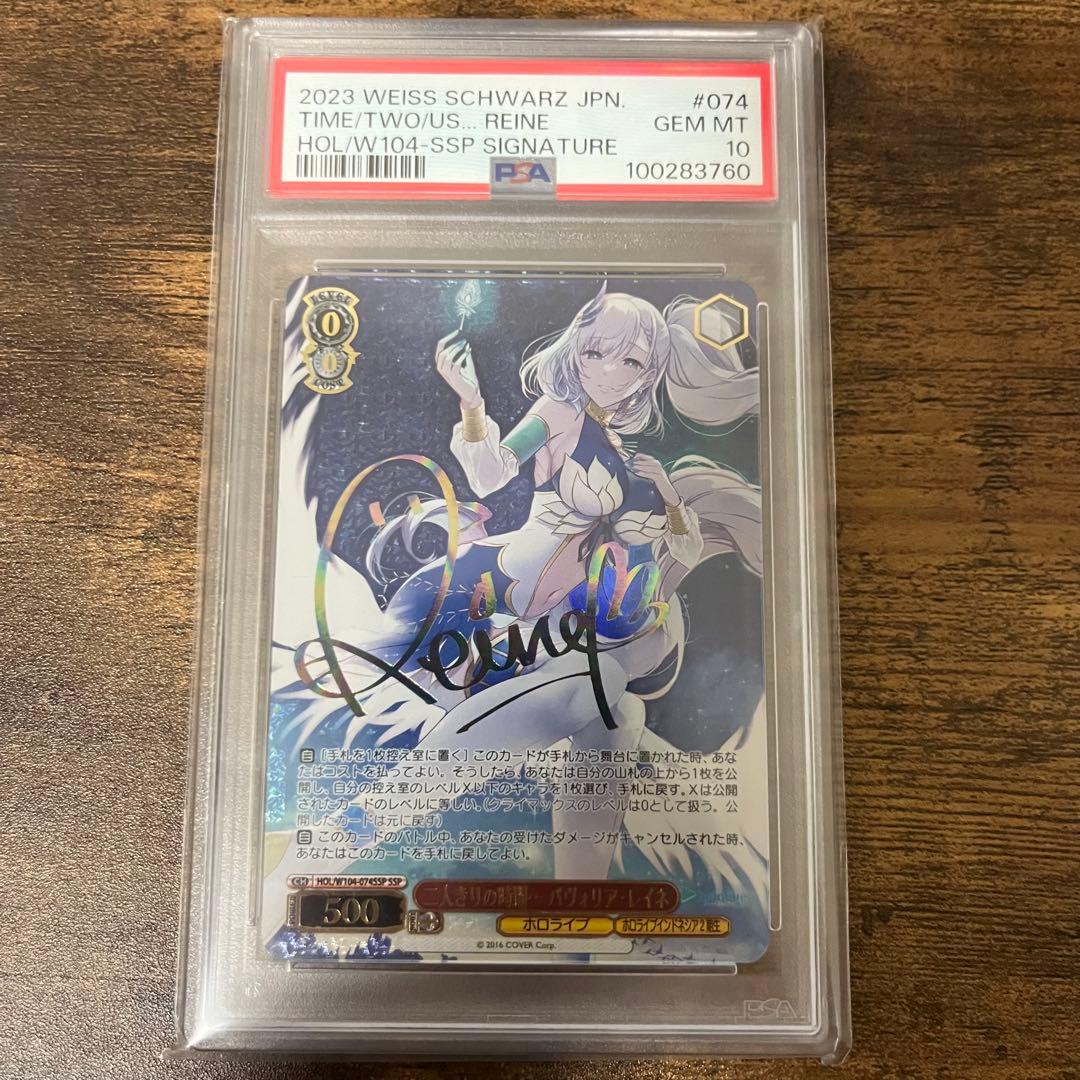 2023 WEISS SCHWARZ JPN. #074
TIME/TWO/US... REINE GEM MT
HOL/W104-SSP SIGNATURE 10
PSA 100283760
LEVEL
0
0
COST
Reine
自 [手札を1枚控え室に置く] このカードが手札から舞台に置かれた時、あな
たはコストを払ってよい。そうしたら、あなたは自分の山札の上から1枚を公
開し、自分の控え室のレベルX以下のキャラを1枚選び、手札に戻す。Xは公開
されたカードのレベルに等しい。(クライマックスのレベルは0として扱う。公
開したカードは元に戻す)
自 このカードのバトル中、あなたの受けたダメージがキャンセルされた時、
あなたはこのカードを手札に戻してよい。
CH HOL/W104-074SSP SSP
二人きりの時間… パヴォリア・レイネ
POWER 500
ホロライブ ホロライブインドネシア2期生
© 2016 COVER Corp.
PSA